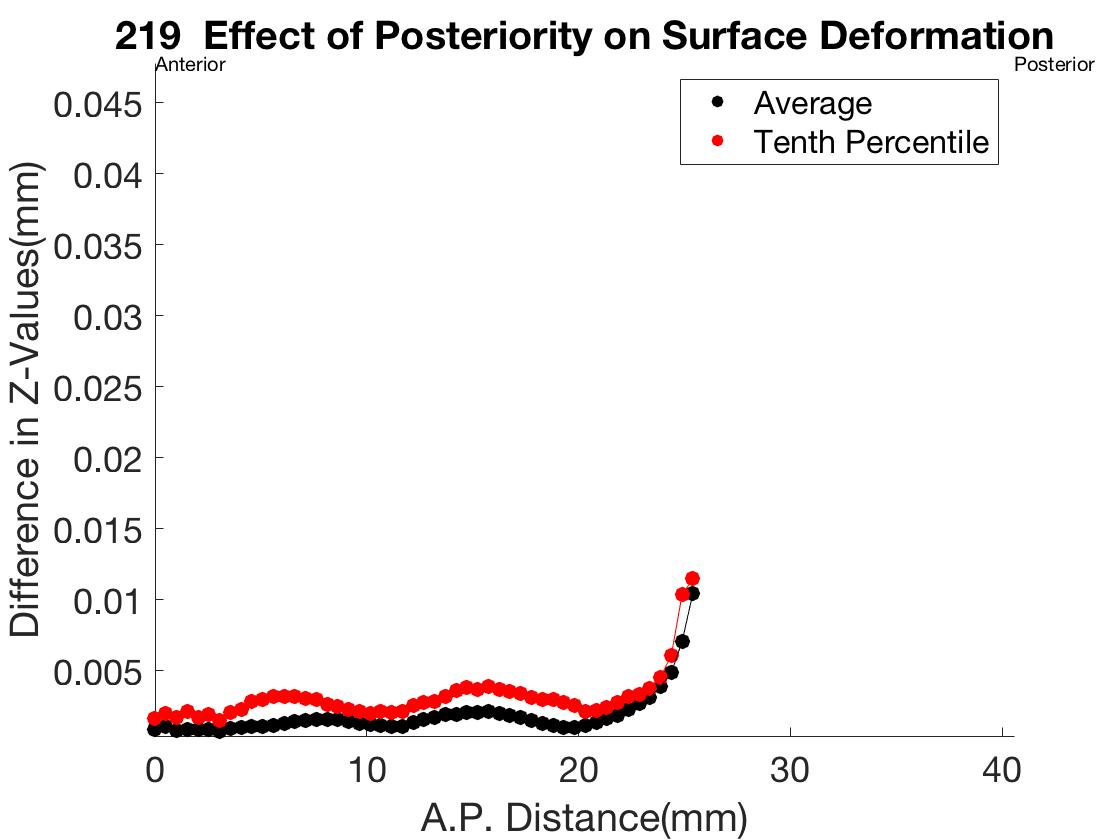 219  Effect of Posteriority on Surface Deformation
Anterior
Posterior
Average
Tenth Percentile
Difference in Z-Values(mm)
0.045
0.04
0.035
0.03
0.025
0.02
0.015
0.01
0.005
0
10
20
30
40
A.P. Distance(mm)